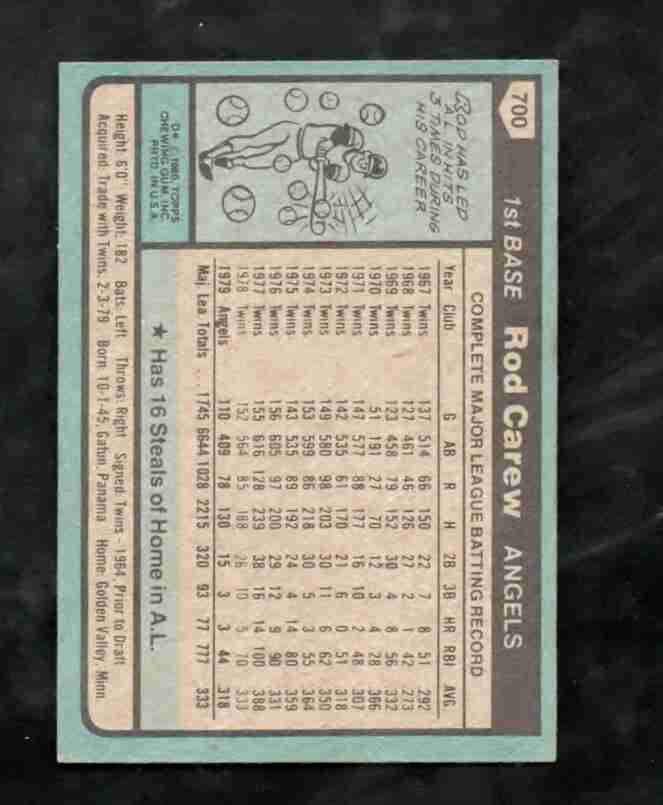 700
1st BASE Rod Carew ANGELS
ROD HAS LED
A.L. IN HITS
3 TIMES DURING
HIS CAREER
D* © 1980 TOPPS
CHEWING GUM, INC.
PRTD. IN U.S.A.
COMPLETE MAJOR LEAGUE BATTING RECORD
Year Club G AB R H 2B 3B HR RBI AVG.
1967 Twins 137 514 66 150 22 7 8 51 .292
1968 Twins 127 461 46 126 27 2 1 42 .273
1969 Twins 123 458 79 152 30 4 8 56 .332
1970 Twins 51 191 27 70 12 3 4 28 .366
1971 Twins 147 577 88 177 16 10 2 48 .307
1972 Twins 142 535 61 170 21 6 0 51 .318
1973 Twins 149 580 98 203 30 11 6 62 .350
1974 Twins 153 599 86 218 30 5 3 55 .364
1975 Twins 143 535 89 192 24 4 14 80 .359
1976 Twins 156 605 97 200 29 12 9 90 .331
1977 Twins 155 616 128 239 38 16 14 100 .388
1978 Twins 152 564 85 188 26 10 5 70 .333
1979 Angels 110 409 78 130 15 3 3 44 .318
Maj. Lea Totals . . . 1745 6644 1028 2215 320 93 77 777 .333
★ Has 16 Steals of Home in A.L.
Height: 6'0" Weight: 182 Bats: Left Throws: Right Signed: Twins - 1964, Prior to Draft
Acquired: Trade with Twins, 2-3-79 Born: 10-1-45, Gatun, Panama Home: Golden Valley, Minn.